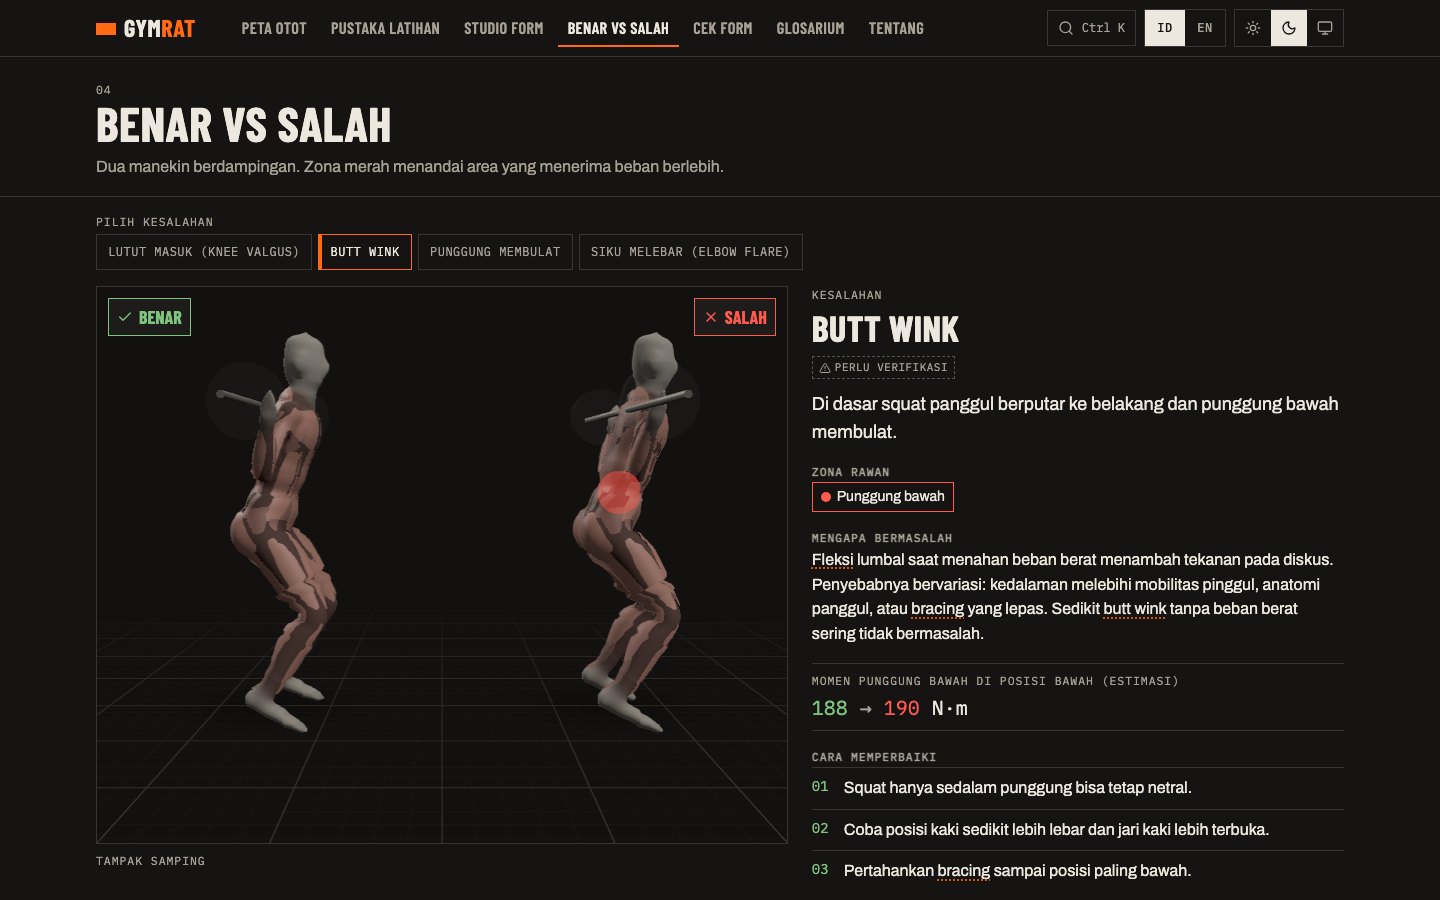 GYMRAT
PETA OTOT
PUSTAKA LATIHAN
STUDIO FORM
BENAR VS SALAH
CEK FORM
GLOSARIUM
TENTANG
Ctrl K
ID
EN
04
BENAR VS SALAH
Dua manekin berdampingan. Zona merah menandai area yang menerima beban berlebih.
PILIH KESALAHAN
LUTUT MASUK (KNEE VALGUS)
BUTT WINK
PUNGGUNG MEMBULAT
SIKU MELEBAR (ELBOW FLARE)
BENAR
SALAH
TAMPAK SAMPING
KESALAHAN
BUTT WINK
PERLU VERIFIKASI
Di dasar squat panggul berputar ke belakang dan punggung bawah
membulat.
ZONA RAWAN
Punggung bawah
MENGAPA BERMASALAH
Fleksi lumbal saat menahan beban berat menambah tekanan pada diskus.
Penyebabnya bervariasi: kedalaman melebihi mobilitas pinggul, anatomi
panggul, atau bracing yang lepas. Sedikit butt wink tanpa beban berat
sering tidak bermasalah.
MOMEN PUNGGUNG BAWAH DI POSISI BAWAH (ESTIMASI)
188 → 190 N·m
CARA MEMPERBAIKI
01 Squat hanya sedalam punggung bisa tetap netral.
02 Coba posisi kaki sedikit lebih lebar dan jari kaki lebih terbuka.
03 Pertahankan bracing sampai posisi paling bawah.